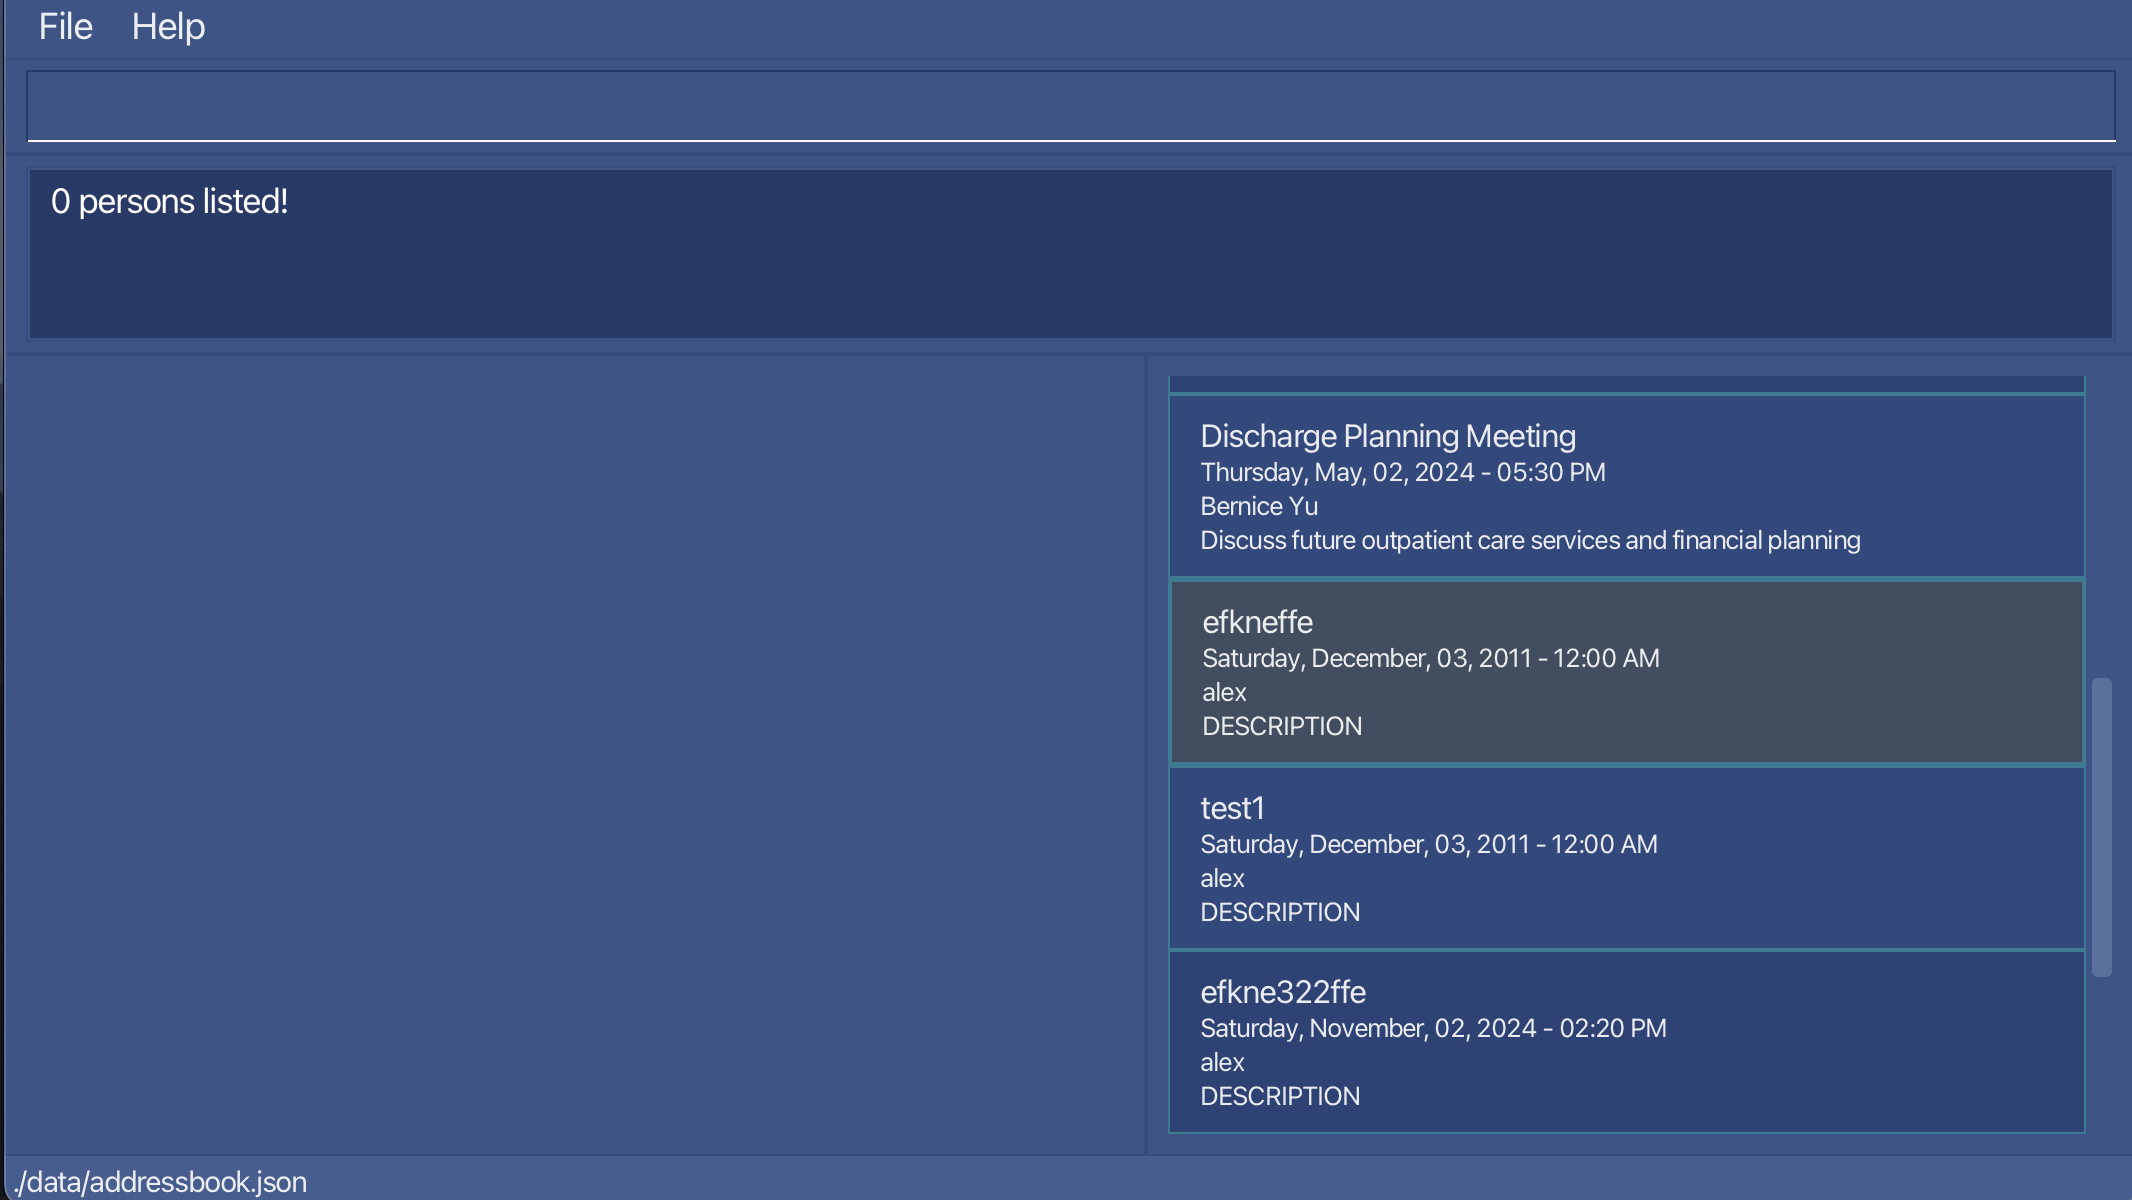 File Help
0 persons listed!
Discharge Planning Meeting
Thursday, May, 02, 2024 - 05:30 PM
Bernice Yu
Discuss future outpatient care services and financial planning
efkneffe
Saturday, December, 03, 2011 - 12:00 AM
alex
DESCRIPTION
test1
Saturday, December, 03, 2011 - 12:00 AM
alex
DESCRIPTION
efkne322ffe
Saturday, November, 02, 2024 - 02:20 PM
alex
DESCRIPTION
./data/addressbook.json